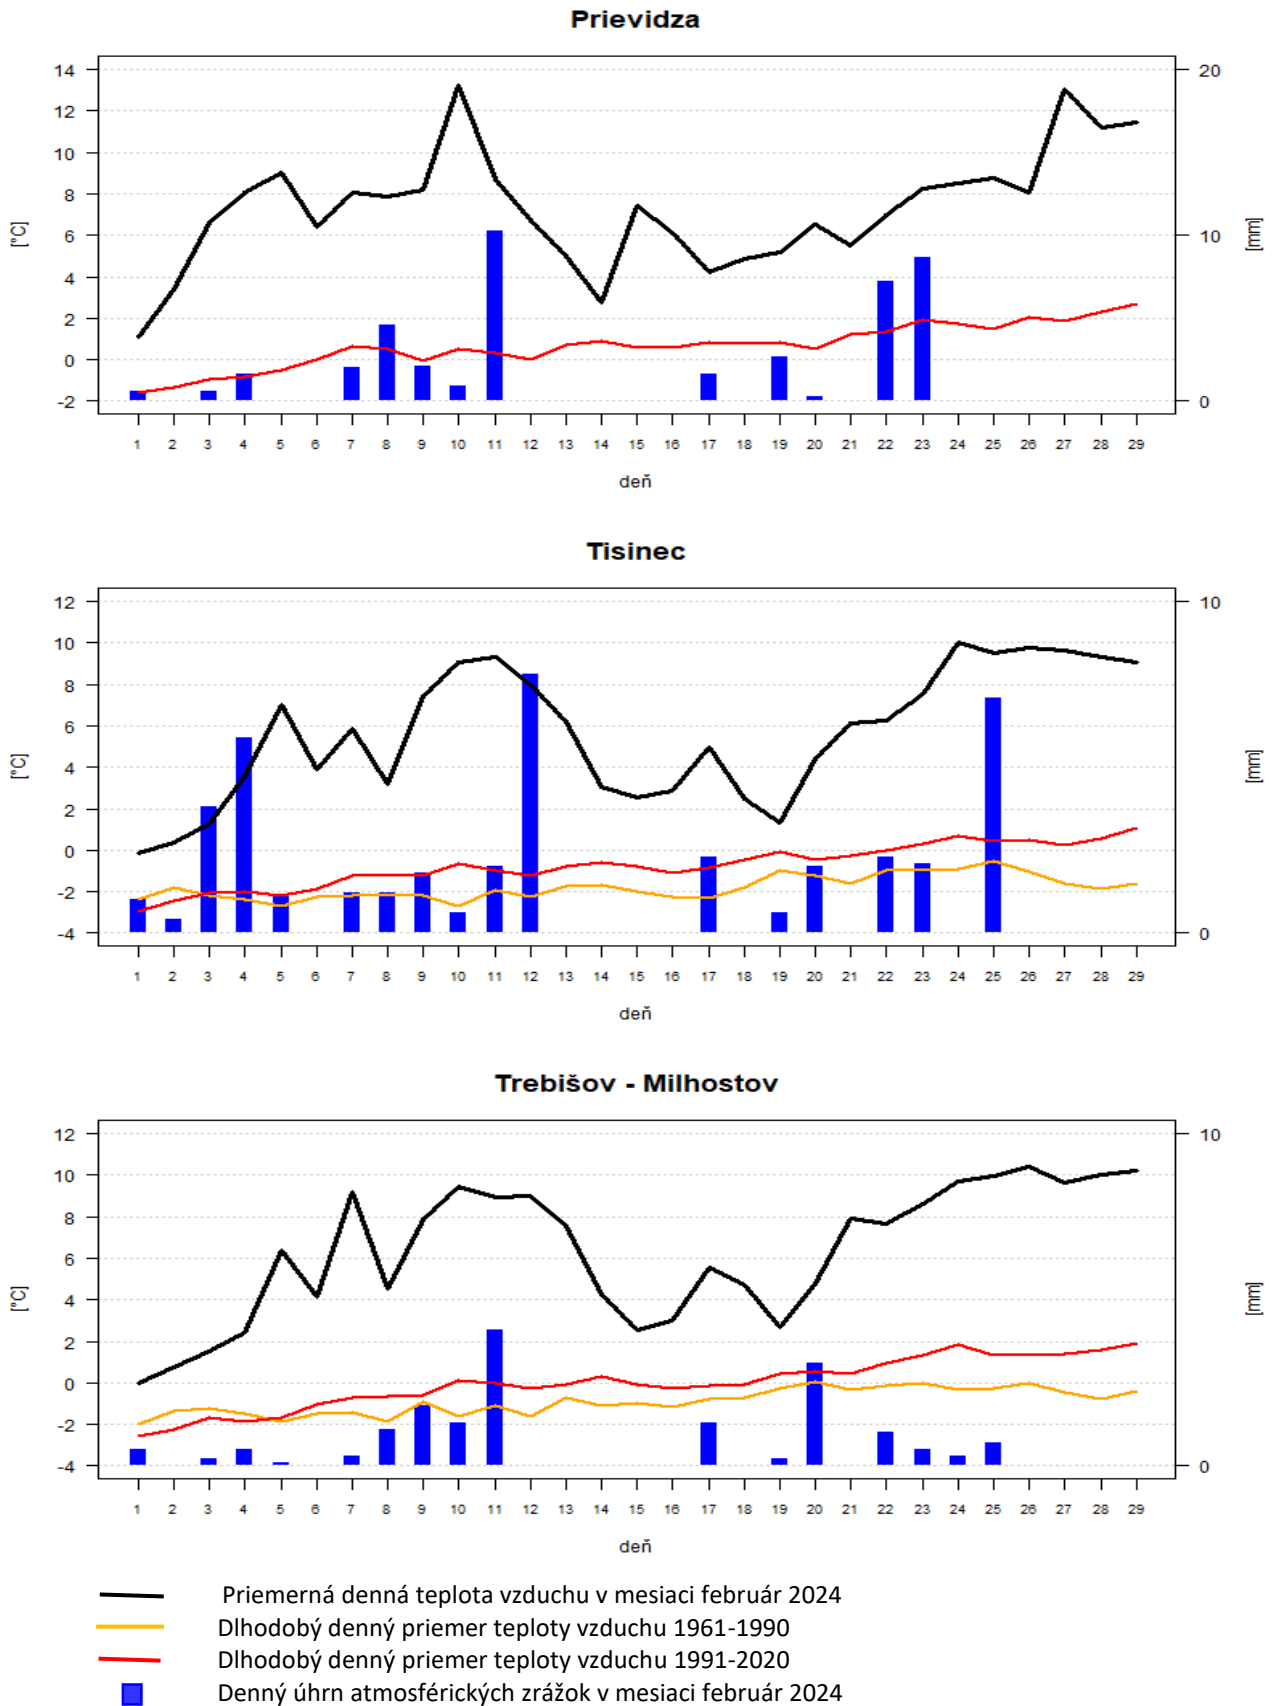 Prievidza
14 20
12
10
8
6 10
4
2
0
-2 0
[°C] [mm]
1 2 3 4 5 6 7 8 9 10 11 12 13 14 15 16 17 18 19 20 21 22 23 24 25 26 27 28 29
deň
Tisinec
12 10
10
8
6
4
2
0
-2
-4 0
[°C] [mm]
1 2 3 4 5 6 7 8 9 10 11 12 13 14 15 16 17 18 19 20 21 22 23 24 25 26 27 28 29
deň
Trebišov - Milhostov
12 10
10
8
6
4
2
0
-2
-4 0
[°C] [mm]
1 2 3 4 5 6 7 8 9 10 11 12 13 14 15 16 17 18 19 20 21 22 23 24 25 26 27 28 29
deň
Priemerná denná teplota vzduchu v mesiaci február 2024
Dlhodobý denný priemer teploty vzduchu 1961-1990
Dlhodobý denný priemer teploty vzduchu 1991-2020
Denný úhrn atmosférických zrážok v mesiaci február 2024